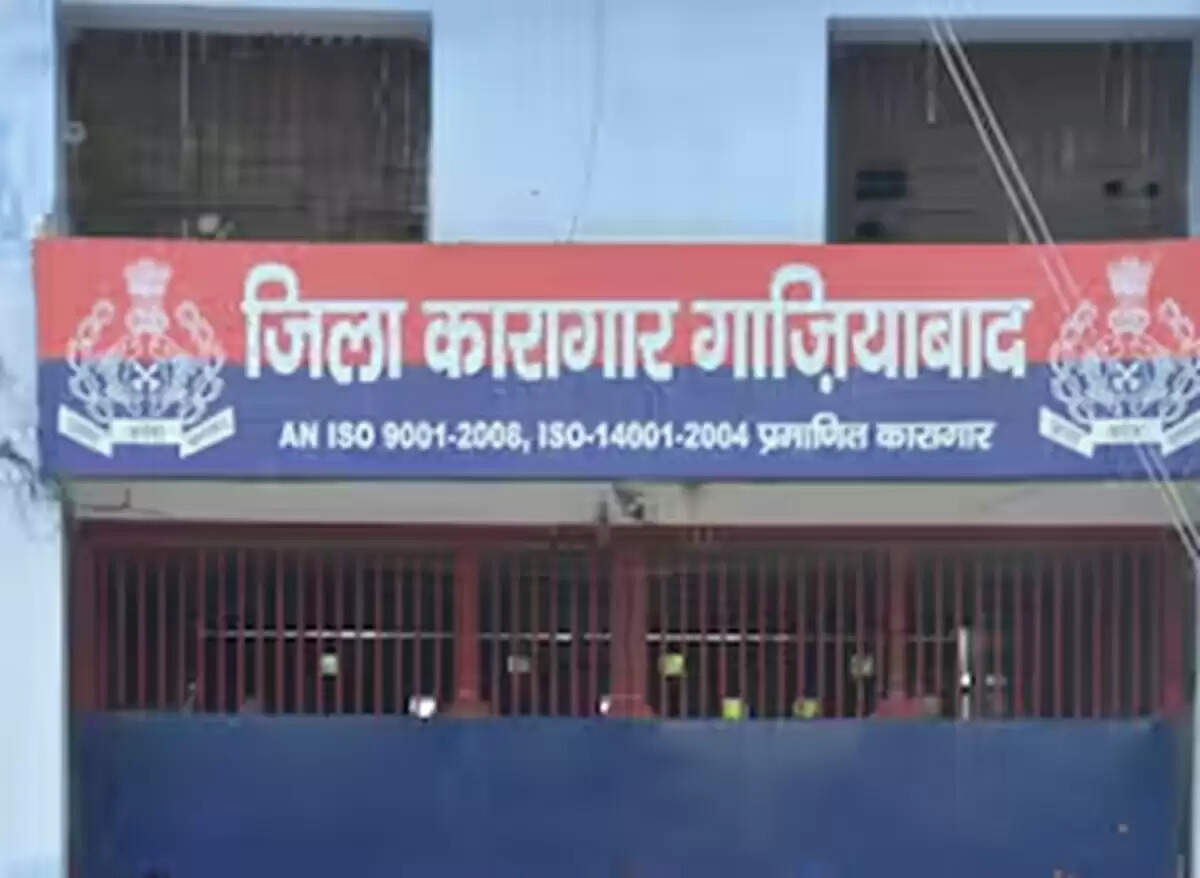 जिला कारागार गाज़ियाबाद
AN ISO 9001-2008, ISO-14001-2004 प्रमाणित कारागार